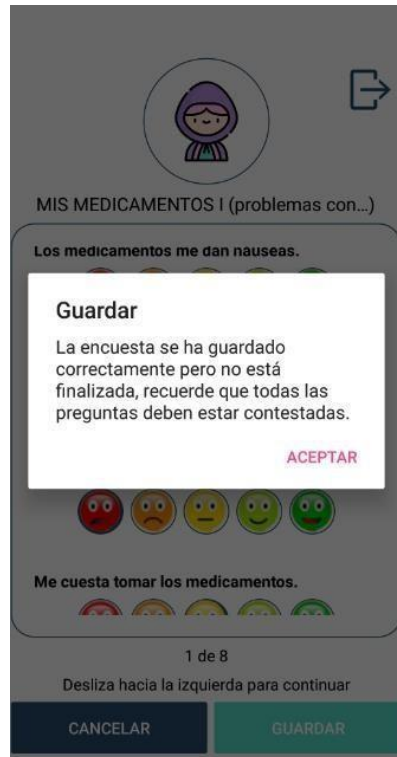 MIS MEDICAMENTOS I (problemas con...)
Los medicamentos me dan nauseas.
Guardar
La encuesta se ha guardado
correctamente pero no está
finalizada, recuerde que todas las
preguntas deben estar contestadas.
ACEPTAR
Me cuesta tomar los medicamentos.
1 de 8
Desliza hacia la izquierda para continuar
CANCELAR
GUARDAR